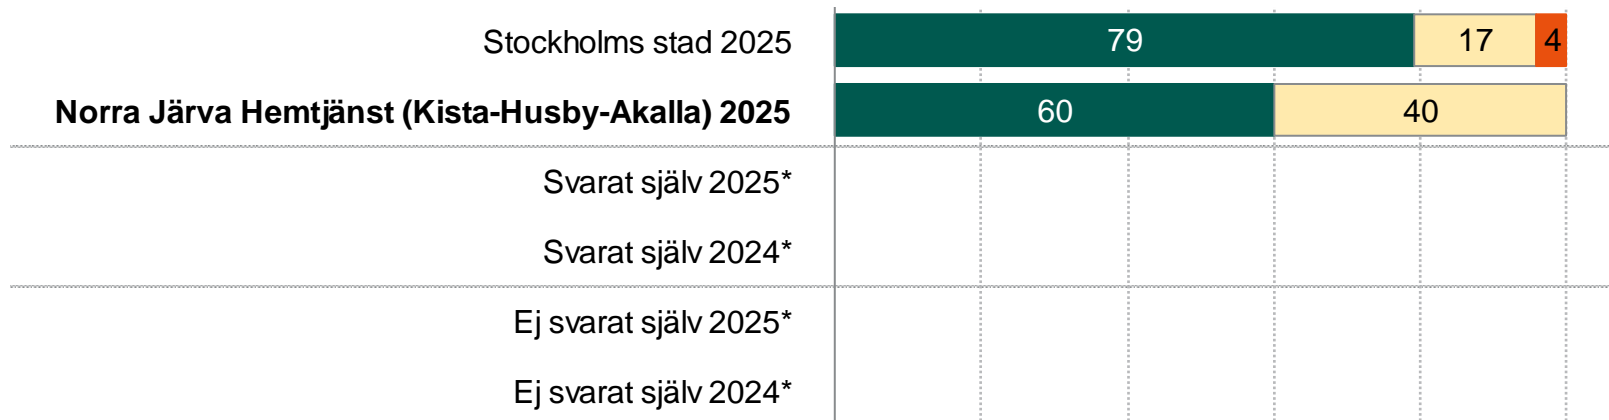 Stockholms stad 2025 79 17 4
Norra Järva Hemtjänst (Kista-Husby-Akalla) 2025 60 40
Svarat själv 2025*
Svarat själv 2024*
Ej svarat själv 2025*
Ej svarat själv 2024*